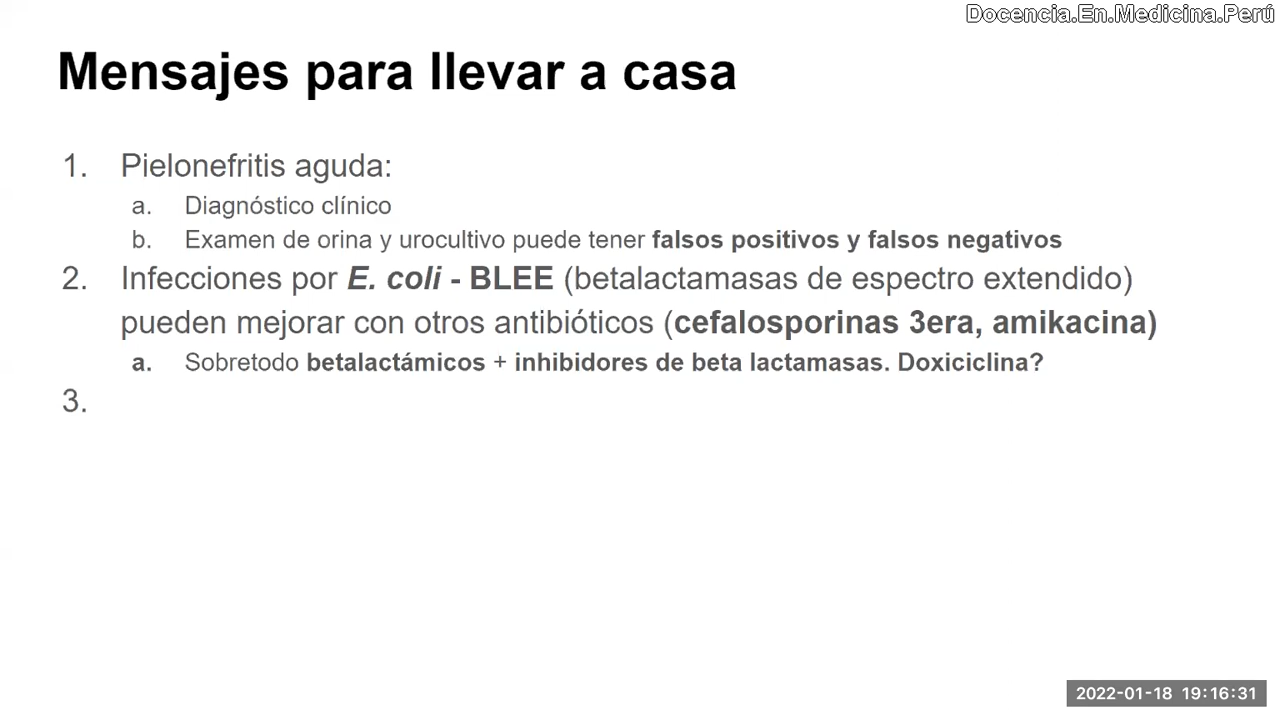 Docencia.En.Medicina.Perú
Mensajes para llevar a casa
1. Pielonefritis aguda:
a. Diagnóstico clínico
b. Examen de orina y urocultivo puede tener falsos positivos y falsos negativos
2. Infecciones por E. coli - BLEE (betalactamasas de espectro extendido)
pueden mejorar con otros antibióticos (cefalosporinas 3era, amikacina)
a. Sobretodo betalactámicos + inhibidores de beta lactamasas. Doxiciclina?
3.
2022-01-18 19:16:31